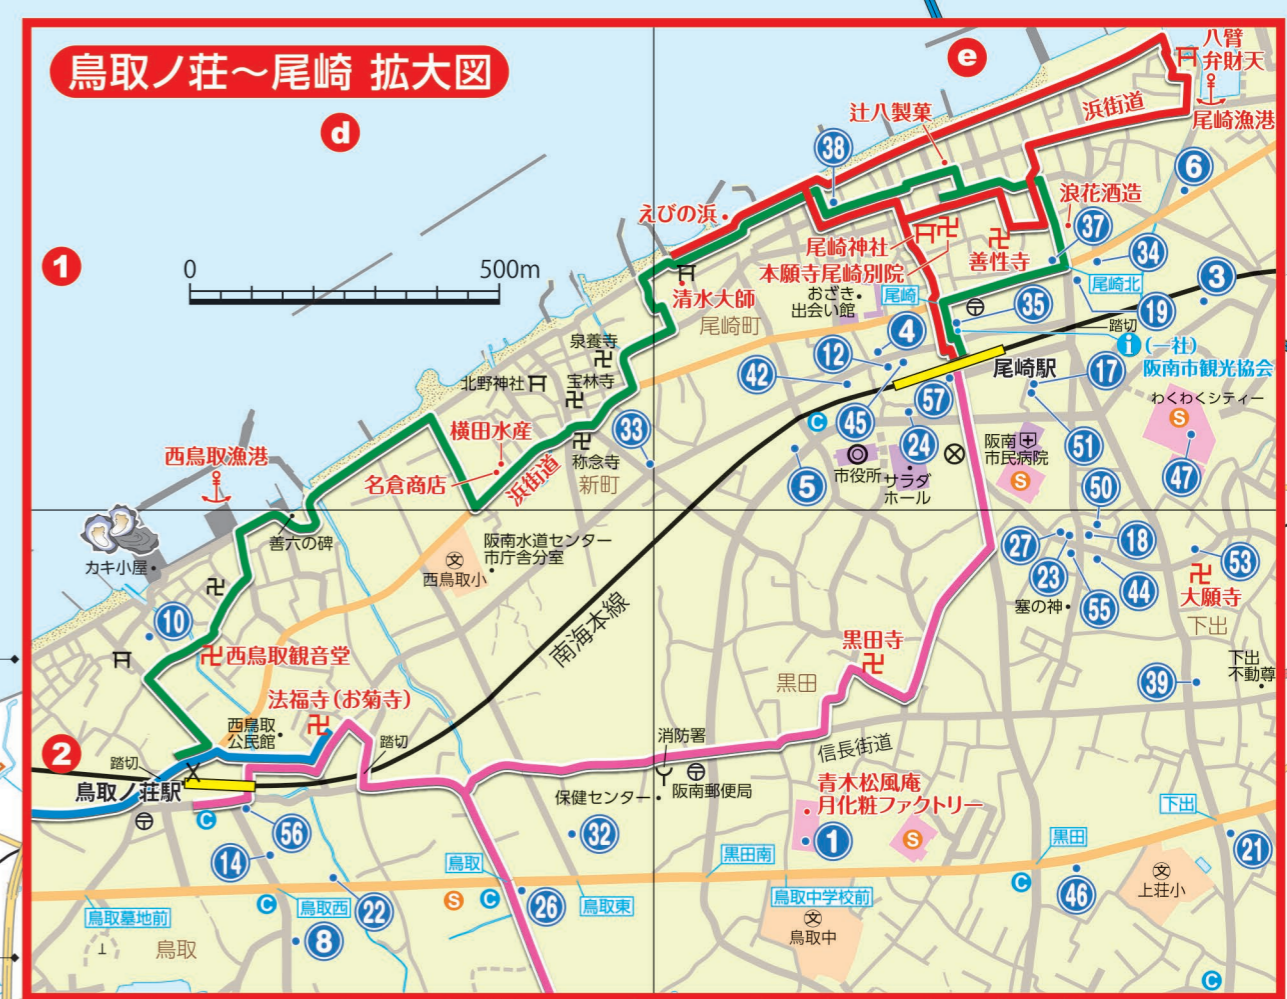 鳥取ノ荘～尾崎 拡大図
d
e
1
2
0
500m
八臂
弁財天
浜街道
尾崎漁港
辻八製菓
38
6
えびの浜
浪花酒造
37
尾崎神社
本願寺尾崎別院
善性寺
34
尾崎北
3
清水大師
おざき
出会い館
尾崎
〒
35
19
尾崎町
4
踏切
i
(一社)
阪南市観光協会
12
尾崎駅
17
泉養寺
42
45
57
わくわくシティー
S
北野神社
宝林寺
24
51
C
阪南
市民病院
S
47
横田水産
33
称念寺
新町
5
市役所
サラダ
ホール
50
西鳥取漁港
名倉商店
浜街道
善六の碑
カキ小屋
文
西鳥取小
阪南水道センター
市庁舎分室
27
18
53
23
44
大願寺
塞の神
55
下出
10
南海本線
西鳥取観音堂
黒田寺
下出
不動尊
39
黒田
法福寺(お菊寺)
西鳥取
公民館
踏切
消防署
信長街道
踏切
鳥取ノ荘駅
〒
C
保健センター
〒
阪南郵便局
青木松風庵
月化粧ファクトリー
56
32
1
S
下出
14
鳥取
黒田南
黒田
21
22
S
C
26
鳥取東
鳥取中学校前
C
46
文
上荘小
鳥取墓地前
C
鳥取西
8
鳥取
文
鳥取中
C